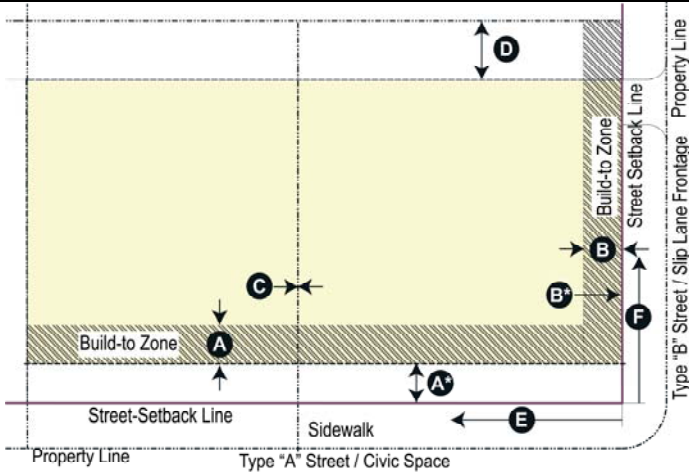 D
Property Line
Street Setback Line
Build-to Zone
B
Type "B" Street / Slip Lane Frontage
C
B*
F
Build-to Zone
A
A*
Street-Setback Line
E
Sidewalk
Property Line
Type "A" Street / Civic Space